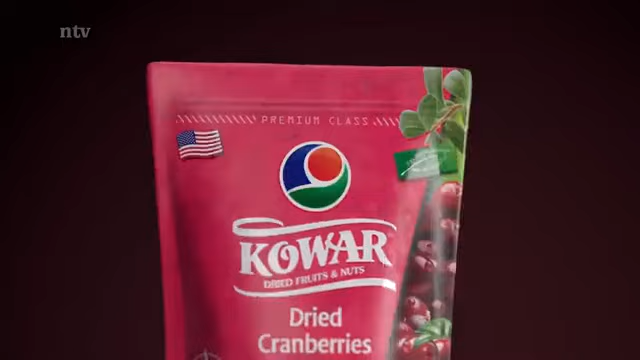 ntv
PREMIUM CLASS
KOWAR
DRIED FRUITS & NUTS
Dried
Cranberries